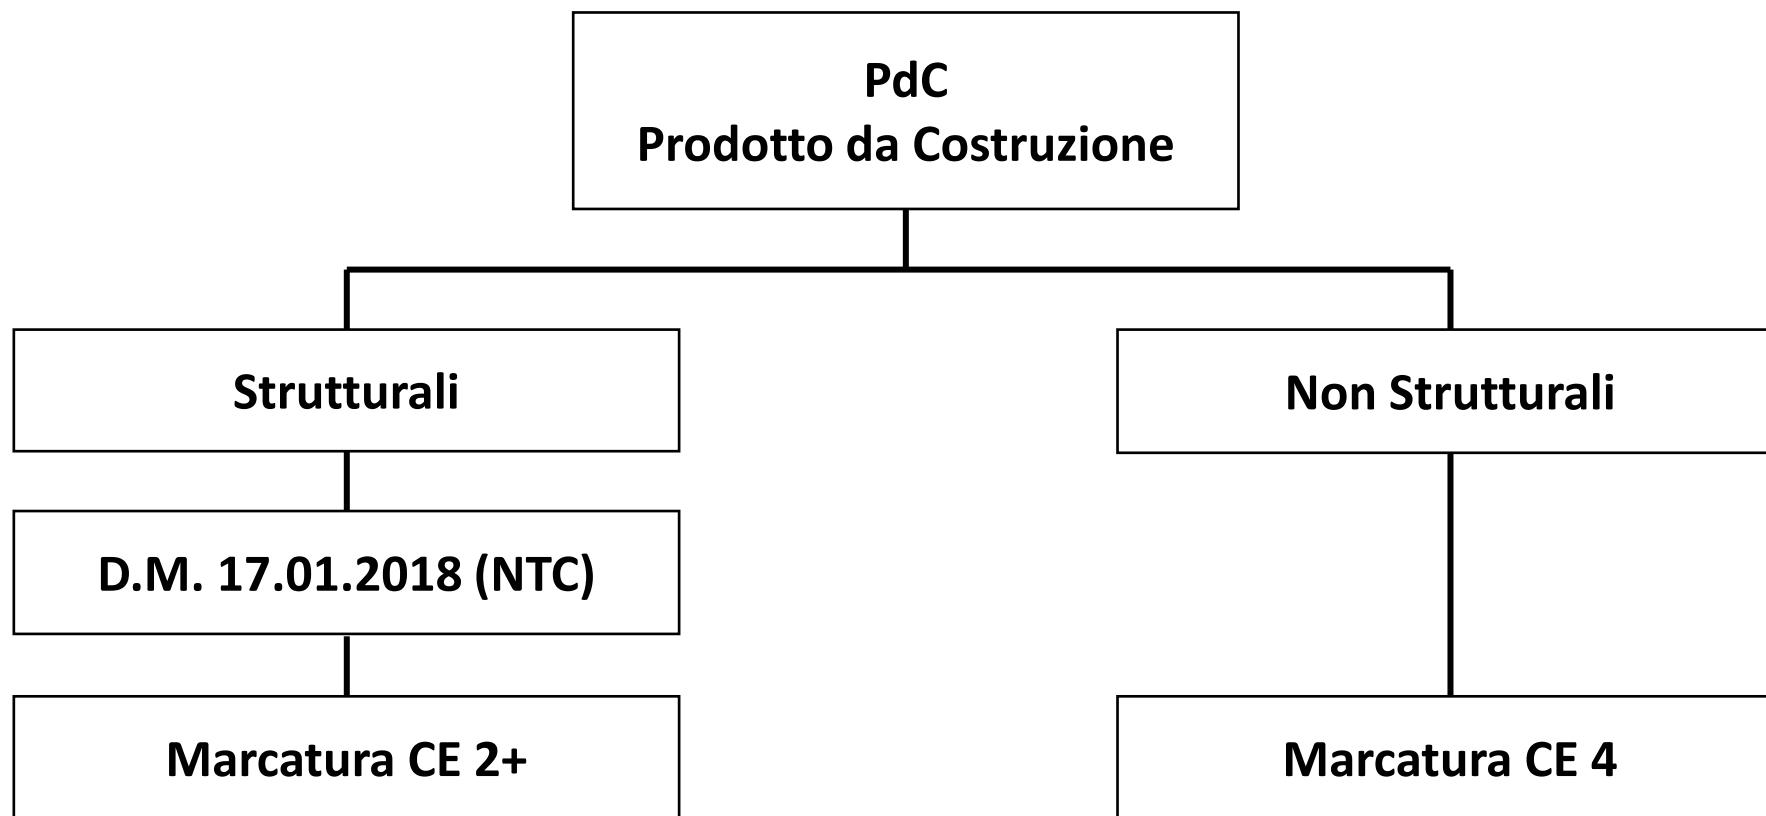 PdC
Prodotto da Costruzione
Strutturali
Non Strutturali
D.M. 17.01.2018 (NTC)
Marcatura CE 2+
Marcatura CE 4